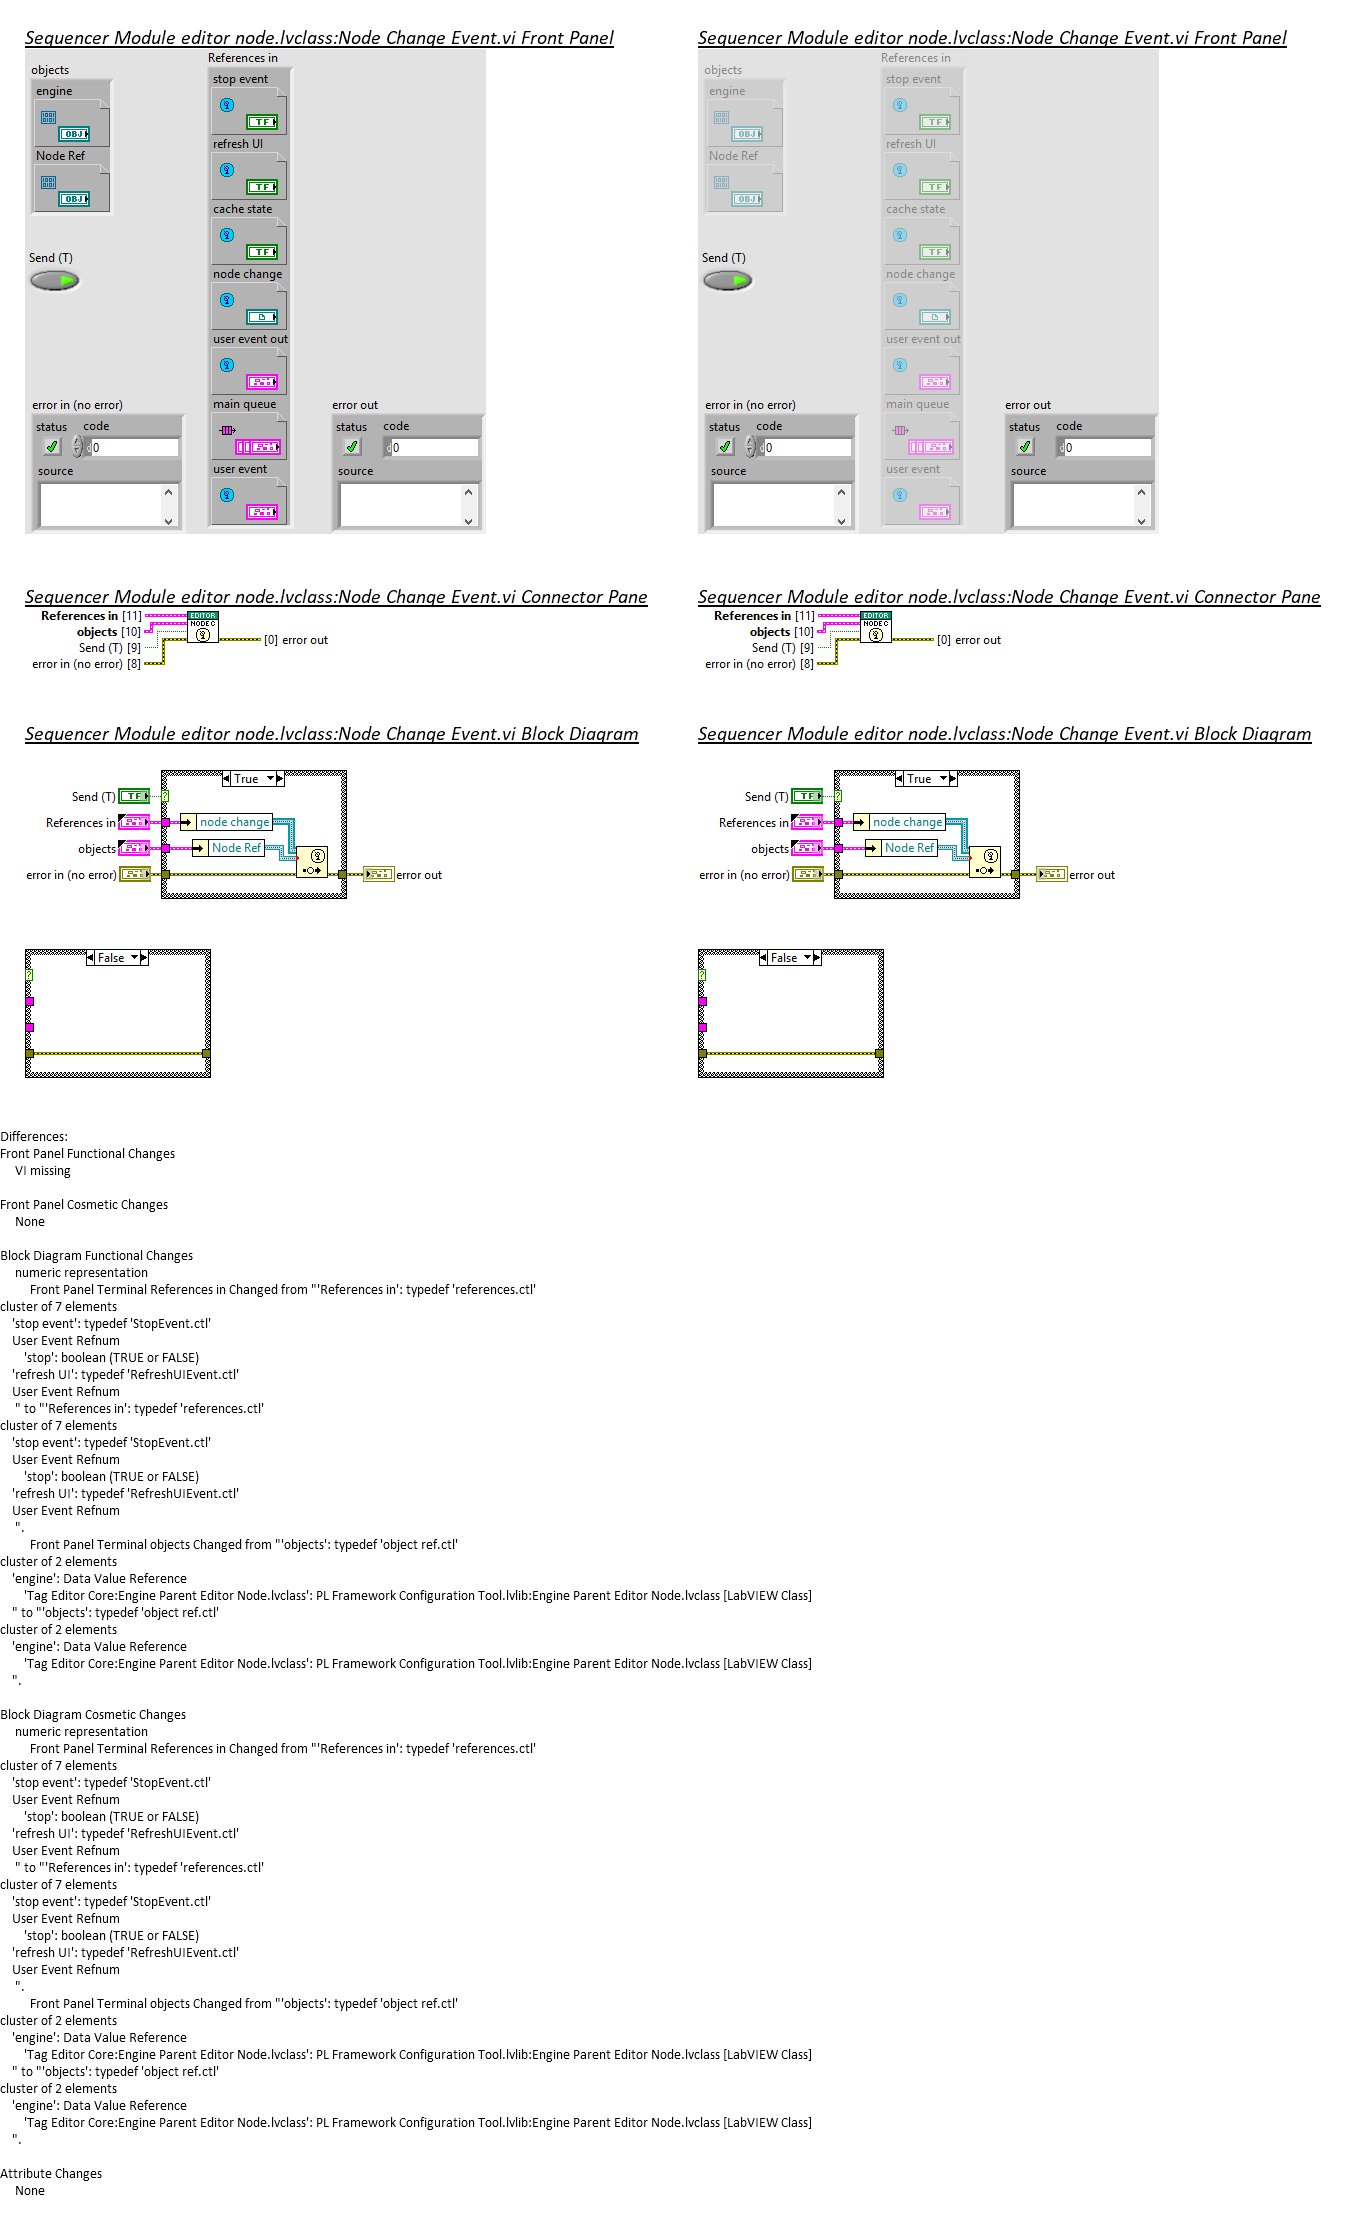 Sequencer Module editor node.lvclass:Node Change Event.vi Front Panel
objects
engine
OBJ
Node Ref
OBJ
Send (T)
References in
stop event
TF
refresh UI
TF
cache state
TF
node change
user event out
main queue
user event
error in (no error)
status code
0
source
error out
status code
0
source
Sequencer Module editor node.lvclass:Node Change Event.vi Front Panel
objects
engine
OBJ
Node Ref
OBJ
Send (T)
References in
stop event
TF
refresh UI
TF
cache state
TF
node change
user event out
main queue
user event
error in (no error)
status code
0
source
error out
status code
0
source
Sequencer Module editor node.lvclass:Node Change Event.vi Connector Pane
References in [11]
objects [10]
Send (T) [9]
error in (no error) [8]
EDITOR
NODE C
[0] error out
Sequencer Module editor node.lvclass:Node Change Event.vi Connector Pane
References in [11]
objects [10]
Send (T) [9]
error in (no error) [8]
EDITOR
NODE C
[0] error out
Sequencer Module editor node.lvclass:Node Change Event.vi Block Diagram
True
Send (T) TF ?
References in node change
objects Node Ref
error in (no error) error out
False
?
Sequencer Module editor node.lvclass:Node Change Event.vi Block Diagram
True
Send (T) TF ?
References in node change
objects Node Ref
error in (no error) error out
False
?
Differences:
Front Panel Functional Changes
VI missing
Front Panel Cosmetic Changes
None
Block Diagram Functional Changes
numeric representation
Front Panel Terminal References in Changed from "'References in': typedef 'references.ctl'
cluster of 7 elements
'stop event': typedef 'StopEvent.ctl'
User Event Refnum
'stop': boolean (TRUE or FALSE)
'refresh UI': typedef 'RefreshUIEvent.ctl'
User Event Refnum
" to "'References in': typedef 'references.ctl'
cluster of 7 elements
'stop event': typedef 'StopEvent.ctl'
User Event Refnum
'stop': boolean (TRUE or FALSE)
'refresh UI': typedef 'RefreshUIEvent.ctl'
User Event Refnum
".
Front Panel Terminal objects Changed from "'objects': typedef 'object ref.ctl'
cluster of 2 elements
'engine': Data Value Reference
'Tag Editor Core:Engine Parent Editor Node.lvclass': PL Framework Configuration Tool.lvlib:Engine Parent Editor Node.lvclass [LabVIEW Class]
" to "'objects': typedef 'object ref.ctl'
cluster of 2 elements
'engine': Data Value Reference
'Tag Editor Core:Engine Parent Editor Node.lvclass': PL Framework Configuration Tool.lvlib:Engine Parent Editor Node.lvclass [LabVIEW Class]
".
Block Diagram Cosmetic Changes
numeric representation
Front Panel Terminal References in Changed from "'References in': typedef 'references.ctl'
cluster of 7 elements
'stop event': typedef 'StopEvent.ctl'
User Event Refnum
'stop': boolean (TRUE or FALSE)
'refresh UI': typedef 'RefreshUIEvent.ctl'
User Event Refnum
" to "'References in': typedef 'references.ctl'
cluster of 7 elements
'stop event': typedef 'StopEvent.ctl'
User Event Refnum
'stop': boolean (TRUE or FALSE)
'refresh UI': typedef 'RefreshUIEvent.ctl'
User Event Refnum
".
Front Panel Terminal objects Changed from "'objects': typedef 'object ref.ctl'
cluster of 2 elements
'engine': Data Value Reference
'Tag Editor Core:Engine Parent Editor Node.lvclass': PL Framework Configuration Tool.lvlib:Engine Parent Editor Node.lvclass [LabVIEW Class]
" to "'objects': typedef 'object ref.ctl'
cluster of 2 elements
'engine': Data Value Reference
'Tag Editor Core:Engine Parent Editor Node.lvclass': PL Framework Configuration Tool.lvlib:Engine Parent Editor Node.lvclass [LabVIEW Class]
".
Attribute Changes
None